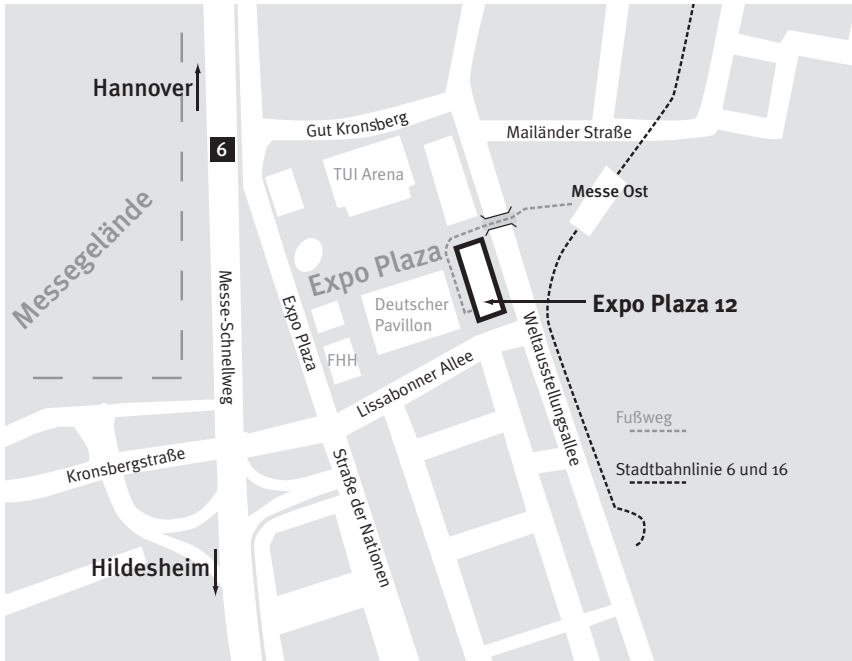 Hannover
6
Gut Kronsberg
Mailänder Straße
TUI Arena
Messe Ost
Messegelände
Expo Plaza
Messe-Schnellweg
Expo Plaza
Deutscher
Pavillon
Expo Plaza 12
FHH
Lissabonner Allee
Weltausstellungsallee
Fußweg
Kronsbergstraße
Stadtbahnlinie 6 und 16
Straße der Nationen
Hildesheim